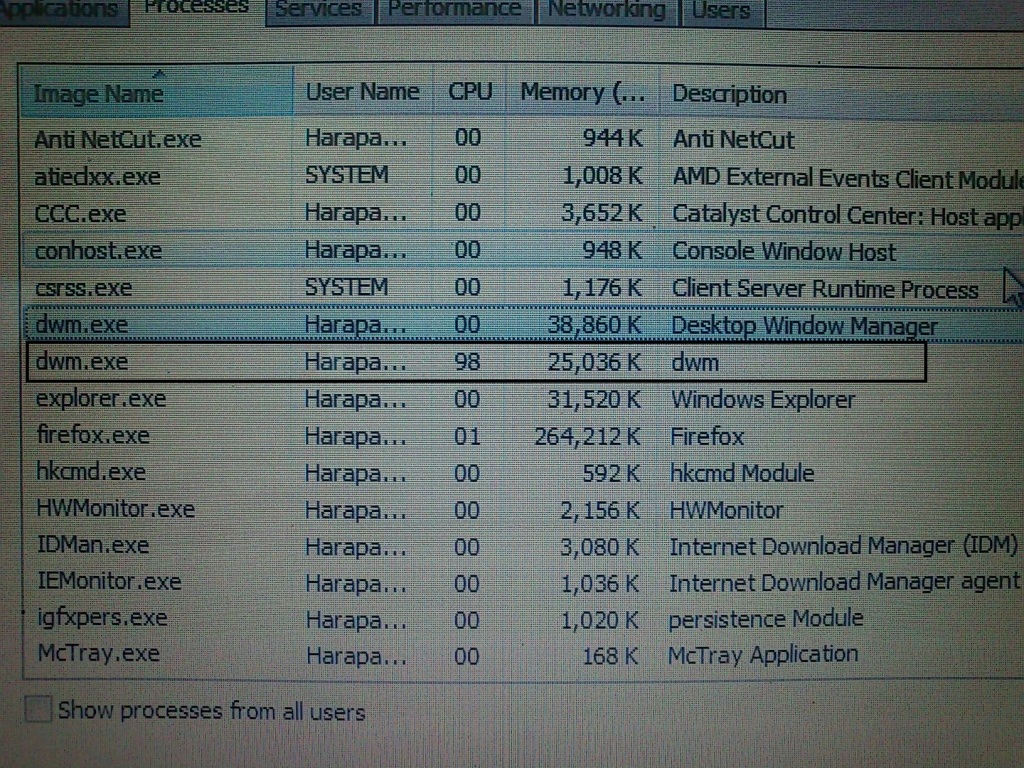 Applications Processes Services Performance Networking Users
Image Name User Name CPU Memory (... Description
Anti NetCut.exe Harapa... 00 944 K Anti NetCut
atiedxx.exe SYSTEM 00 1,008 K AMD External Events Client Module
CCC.exe Harapa... 00 3,652 K Catalyst Control Center: Host app
conhost.exe Harapa... 00 948 K Console Window Host
csrss.exe SYSTEM 00 1,176 K Client Server Runtime Process
dwm.exe Harapa... 00 38,860 K Desktop Window Manager
dwm.exe Harapa... 98 25,036 K dwm
explorer.exe Harapa... 00 31,520 K Windows Explorer
firefox.exe Harapa... 01 264,212 K Firefox
hkcmd.exe Harapa... 00 592 K hkcmd Module
HWMonitor.exe Harapa... 00 2,156 K HWMonitor
IDMan.exe Harapa... 00 3,080 K Internet Download Manager (IDM)
IEMonitor.exe Harapa... 00 1,036 K Internet Download Manager agent
igfxpers.exe Harapa... 00 1,020 K persistence Module
McTray.exe Harapa... 00 168 K McTray Application
Show processes from all users